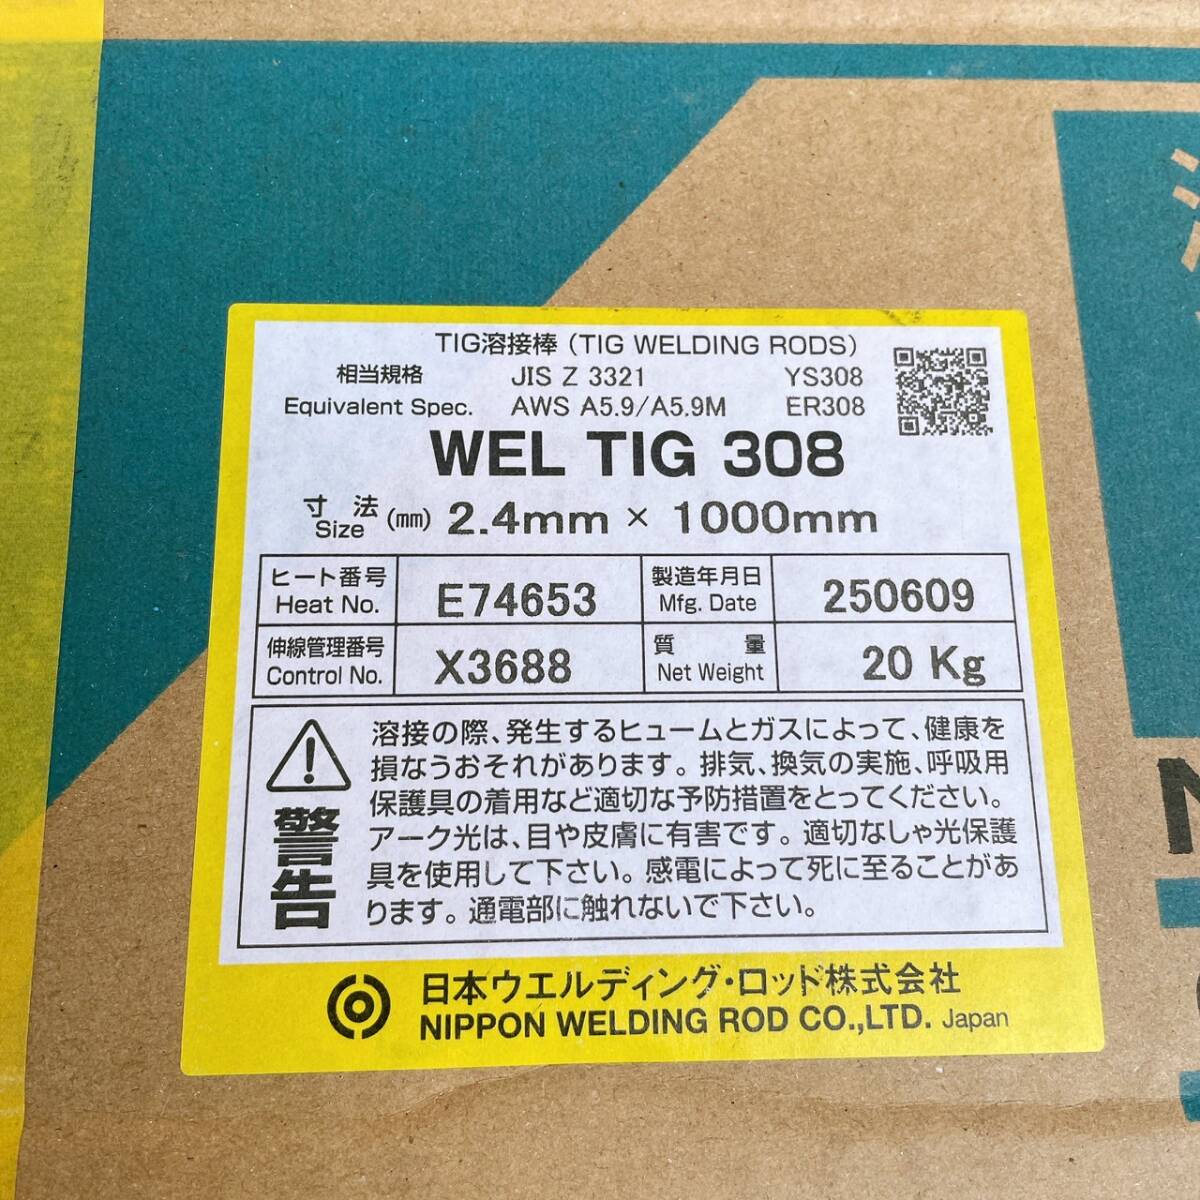 TIG溶接棒 (TIG WELDING RODS)
相当規格 JIS Z 3321 YS308
Equivalent Spec. AWS A5.9/A5.9M ER308
WEL TIG 308
寸法 Size (mm) 2.4mm × 1000mm
ヒート番号 Heat No. E74653 製造年月日 Mfg. Date 250609
伸線管理番号 Control No. X3688 質量 Net Weight 20 Kg
警告
溶接の際、発生するヒュームとガスによって、健康を
損なうおそれがあります。排気、換気の実施、呼吸用
保護具の着用など適切な予防措置をとってください。
アーク光は、目や皮膚に有害です。適切なしゃ光保護
具を使用して下さい。感電によって死に至ることがあ
ります。通電部に触れないで下さい。
日本ウエルディング・ロッド株式会社
NIPPON WELDING ROD CO.,LTD. Japan